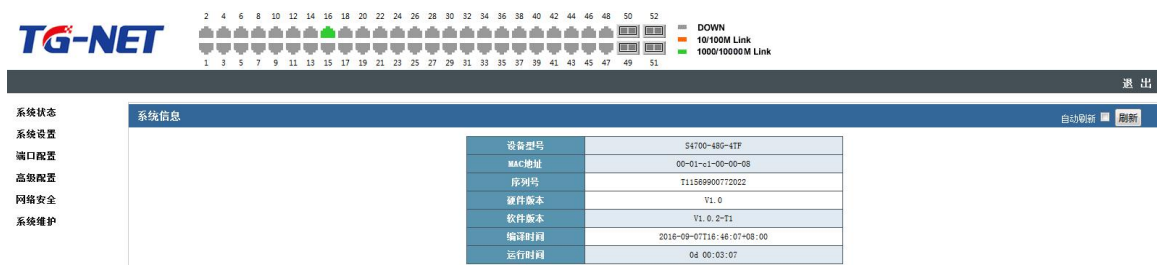 TG-NET
2 4 6 8 10 12 14 16 18 20 22 24 26 28 30 32 34 36 38 40 42 44 46 48 50 52
DOWN
10/100M Link
1000/10000M Link
1 3 5 7 9 11 13 15 17 19 21 23 25 27 29 31 33 35 37 39 41 43 45 47 49 51
退 出
系统状态
系统设置
端口配置
高级配置
网络安全
系统维护
系统信息
自动刷新 刷新
设备型号 S4700-48G-4TF
MAC地址 00-01-c1-00-00-08
序列号 T11569900772022
硬件版本 V1.0
软件版本 V1.0.2-T1
编译时间 2016-09-07T16:46:07+08:00
运行时间 0d 00:03:07